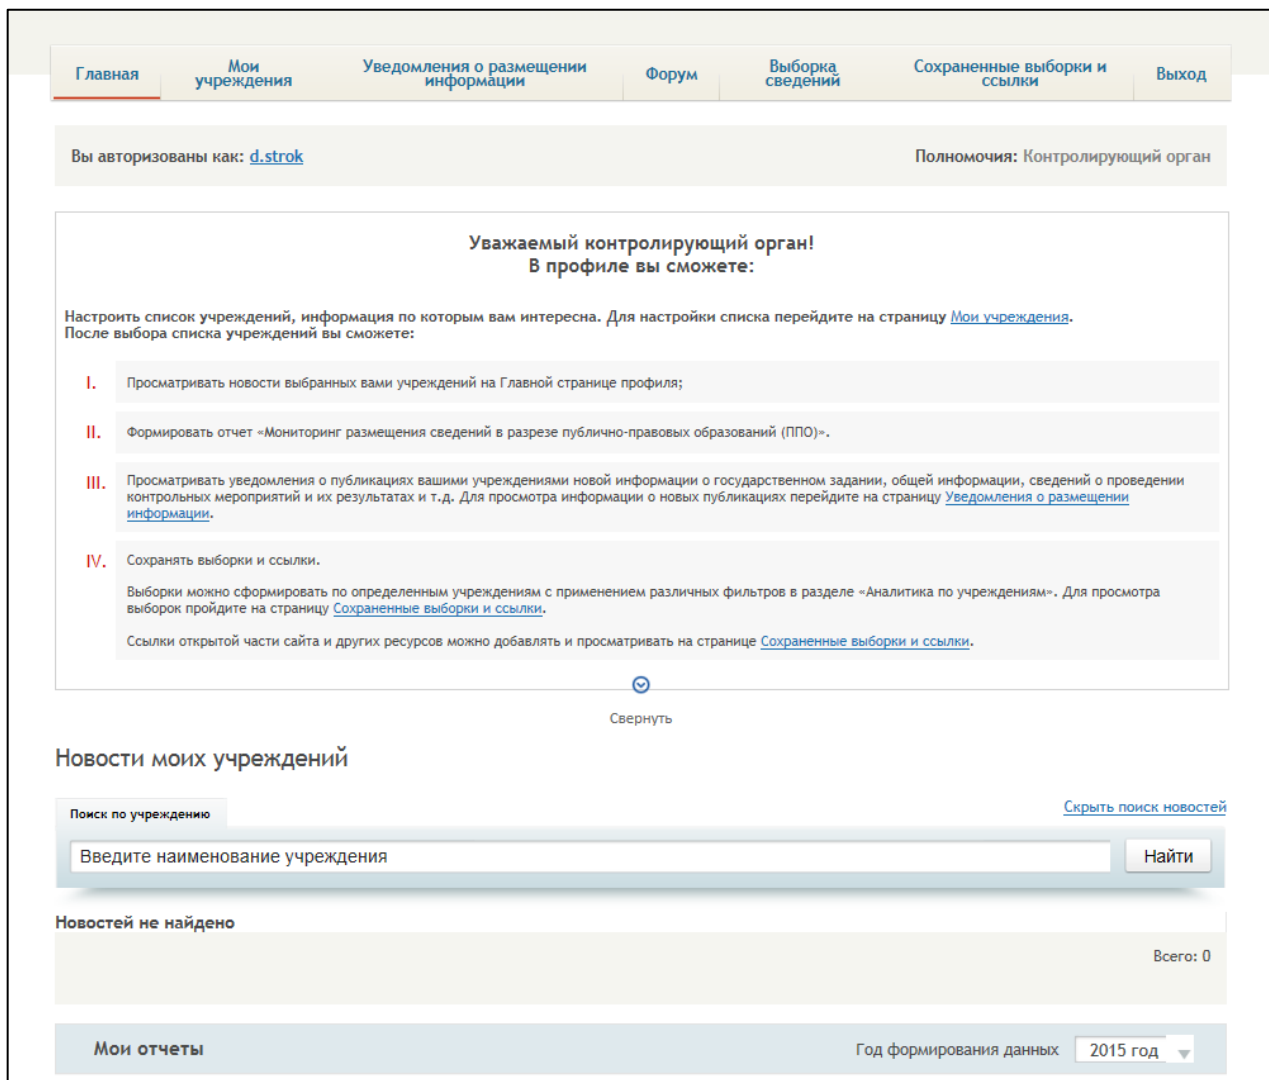 Главная
Мои учреждения
Уведомления о размещении информации
Форум
Выборка сведений
Сохраненные выборки и ссылки
Выход
Вы авторизованы как: d.strok
Полномочия: Контролирующий орган
Уважаемый контролирующий орган!
В профиле вы сможете:
Настроить список учреждений, информация по которым вам интересна. Для настройки списка перейдите на страницу Мои учреждения.
После выбора списка учреждений вы сможете:
I. Просматривать новости выбранных вами учреждений на Главной странице профиля;
II. Формировать отчет «Мониторинг размещения сведений в разрезе публично-правовых образований (ППО)».
III. Просматривать уведомления о публикациях вашими учреждениями новой информации о государственном задании, общей информации, сведений о проведении
контрольных мероприятий и их результатах и т.д. Для просмотра информации о новых публикациях перейдите на страницу Уведомления о размещении
информации.
IV. Сохранять выборки и ссылки.
Выборки можно сформировать по определенным учреждениям с применением различных фильтров в разделе «Аналитика по учреждениям». Для просмотра
выборок пройдите на страницу Сохраненные выборки и ссылки.
Ссылки открытой части сайта и других ресурсов можно добавлять и просматривать на странице Сохраненные выборки и ссылки.
Свернуть
Новости моих учреждений
Поиск по учреждению
Скрыть поиск новостей
Введите наименование учреждения
Найти
Новостей не найдено
Всего: 0
Мои отчеты
Год формирования данных
2015 год